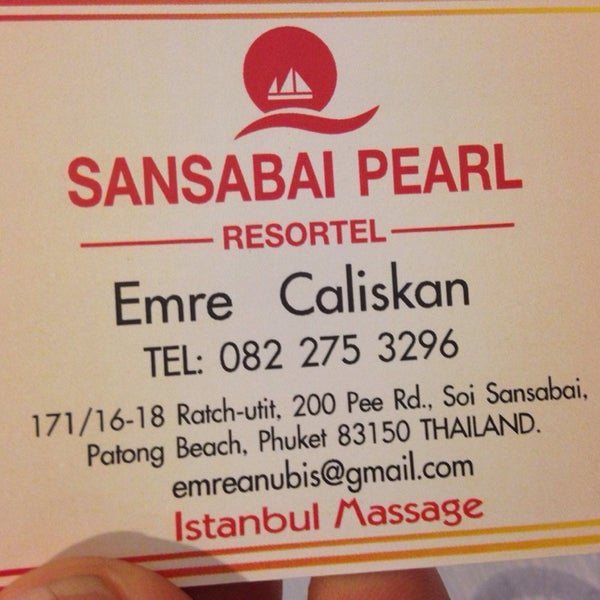 SANSABAI PEARL
RESORTEL
Emre Caliskan
TEL: 082 275 3296
171/16-18 Ratch-utit, 200 Pee Rd., Soi Sansabai,
Patong Beach, Phuket 83150 THAILAND.
emreanubis@gmail.com
Istanbul Massage